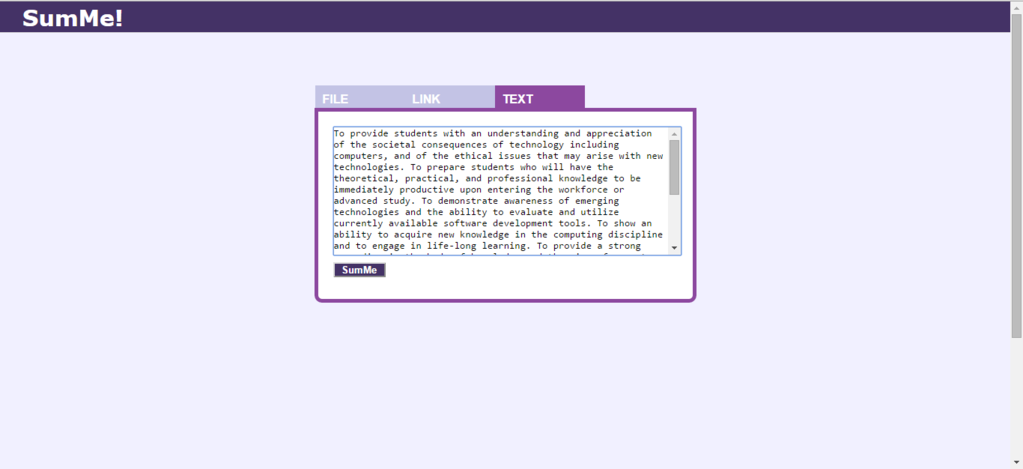 SumMe!
FILE LINK TEXT
To provide students with an understanding and appreciation
of the societal consequences of technology including
computers, and of the ethical issues that may arise with new
technologies. To prepare students who will have the
theoretical, practical, and professional knowledge to be
immediately productive upon entering the workforce or
advanced study. To demonstrate awareness of emerging
technologies and the ability to evaluate and utilize
currently available software development tools. To show an
ability to acquire new knowledge in the computing discipline
and to engage in life-long learning. To provide a strong
SumMe